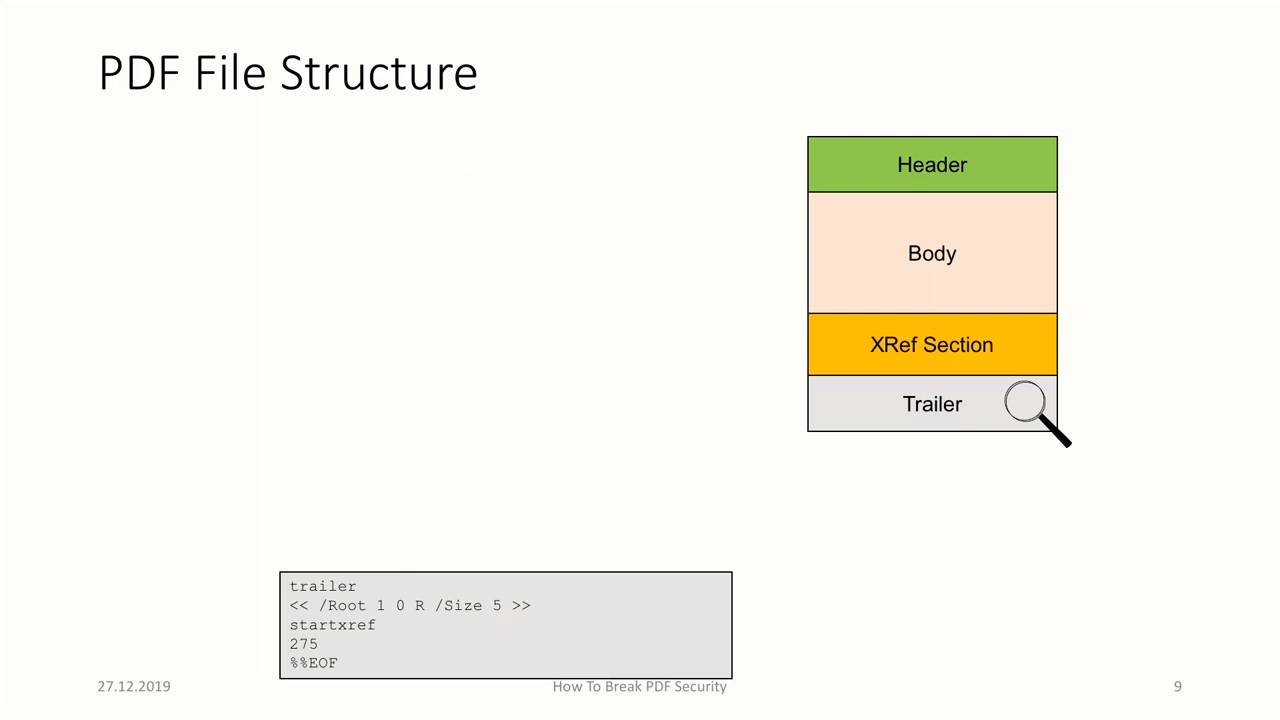 PDF File Structure
Header
Body
XRef Section
Trailer
trailer
<< /Root 1 0 R /Size 5 >>
startxref
275
%%EOF
27.12.2019
How To Break PDF Security
9